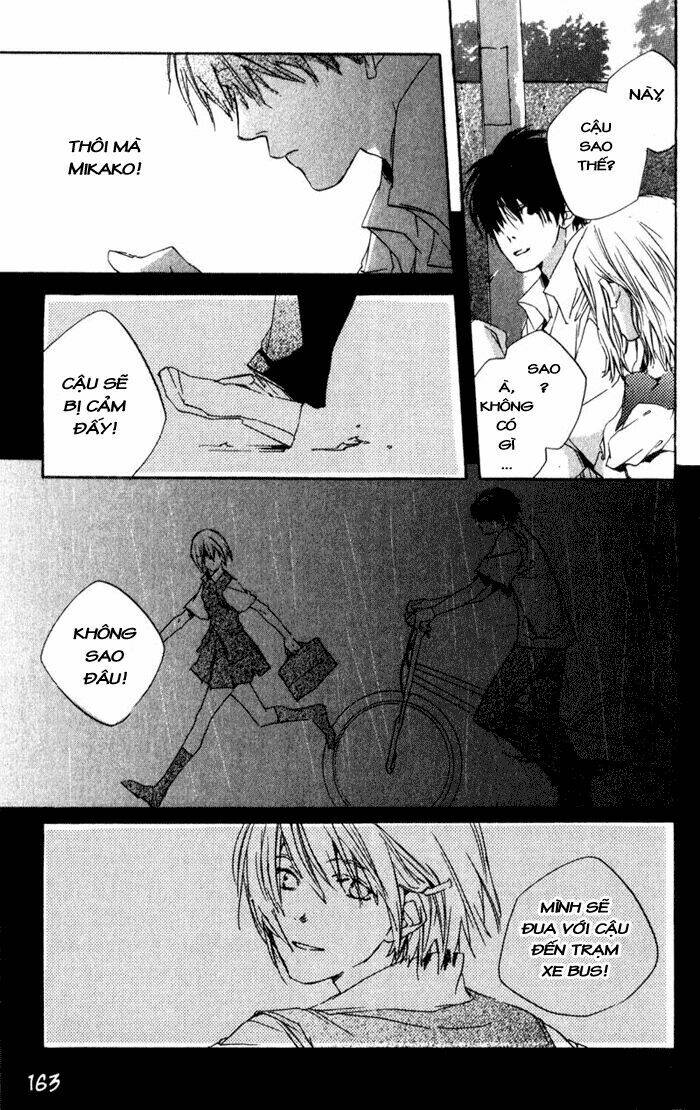 NÀY,
CẬU
SAO
THẾ?
SAO
?
À,
KHÔNG
CÓ
GÌ
...
THÔI MÀ
MIKAKO!
CẬU SẼ
BỊ CẢM
ĐẤY!
KHÔNG
SAO
ĐÂU!
MÌNH SẼ
ĐUA VỚI CẬU
ĐẾN TRẠM
XE BUS!
163